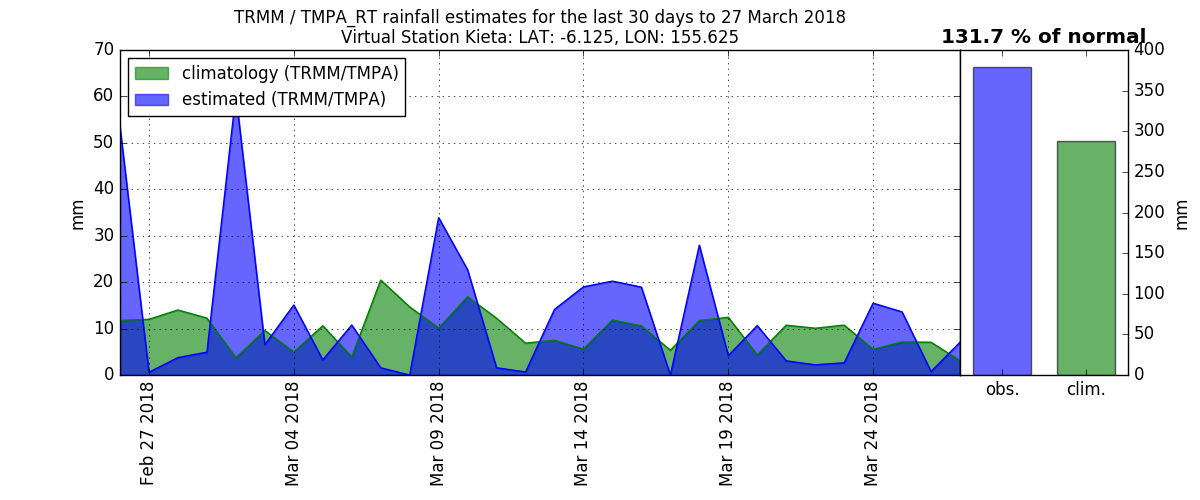 TRMM / TMPA_RT rainfall estimates for the last 30 days to 27 March 2018
Virtual Station Kieta: LAT: -6.125, LON: 155.625
131.7 % of normal
climatology (TRMM/TMPA)
estimated (TRMM/TMPA)
70
60
50
40
30
20
10
0
mm
Feb 27 2018
Mar 04 2018
Mar 09 2018
Mar 14 2018
Mar 19 2018
Mar 24 2018
obs.
clim.
400
350
300
250
200
150
100
50
0
mm